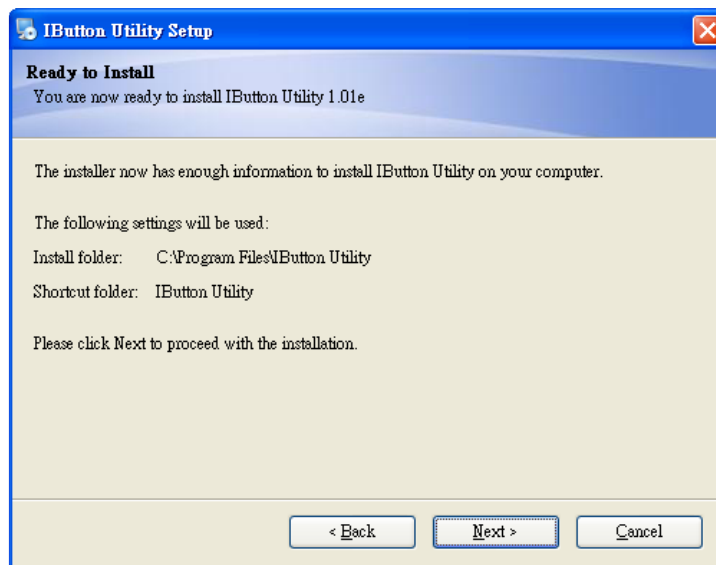 IButton Utility Setup
Ready to Install
You are now ready to install IButton Utility 1.01e
The installer now has enough information to install IButton Utility on your computer.
The following settings will be used:
Install folder: C:\Program Files\IButton Utility
Shortcut folder: IButton Utility
Please click Next to proceed with the installation.
< Back Next > Cancel